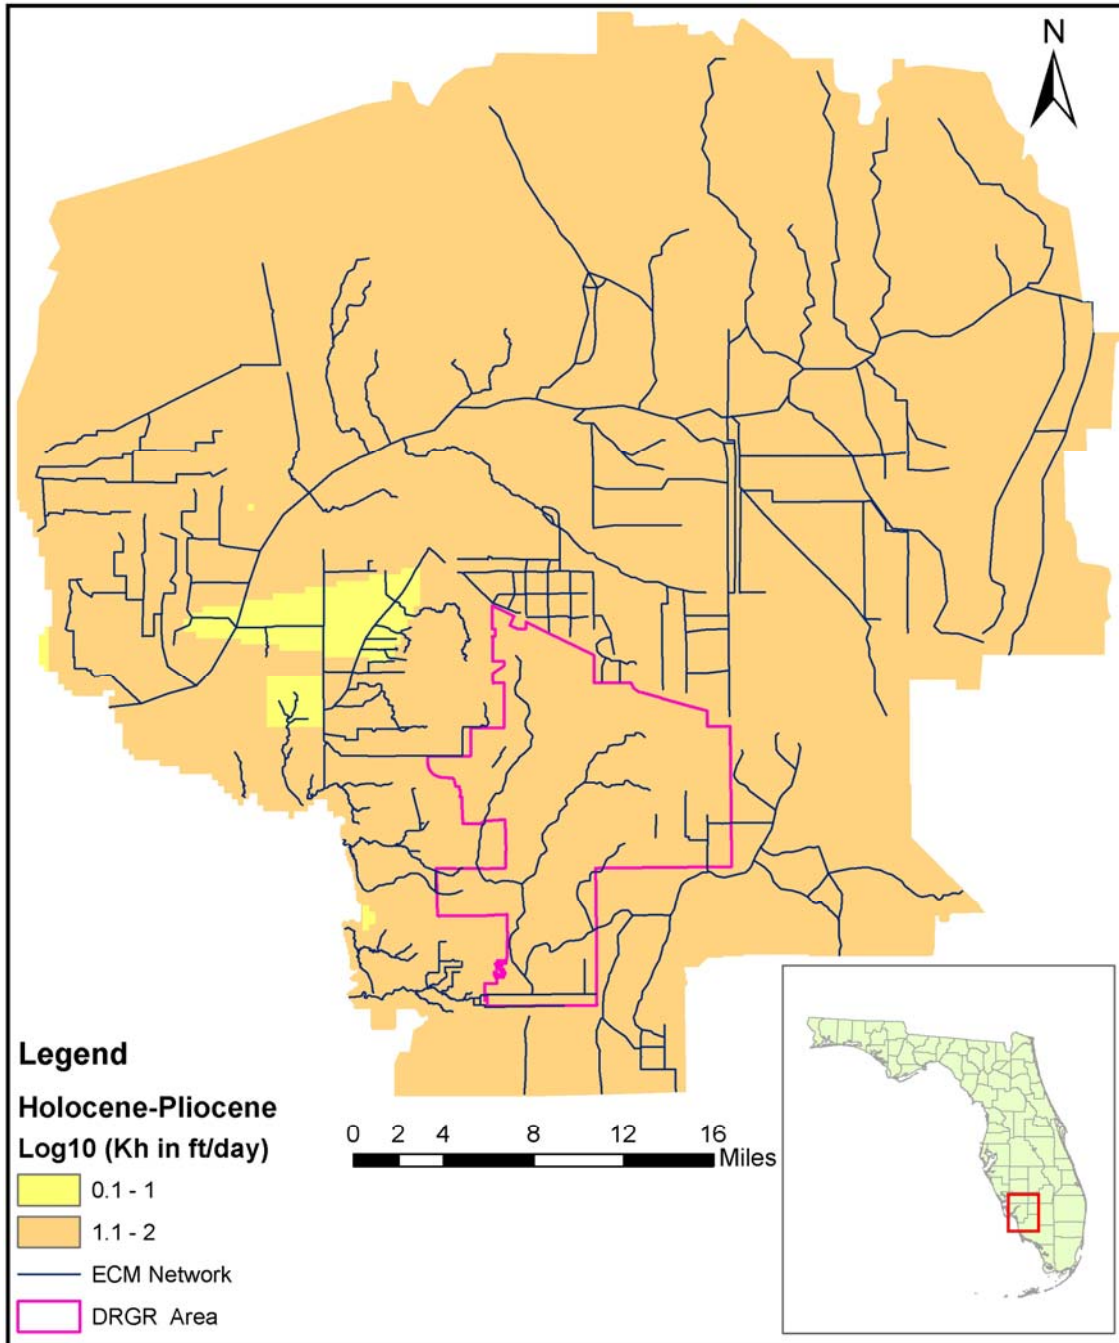 N
Legend
Holocene-Pliocene
Log10 (Kh in ft/day)
0.1 - 1
1.1 - 2
ECM Network
DRGR Area
0 2 4 8 12 16
Miles